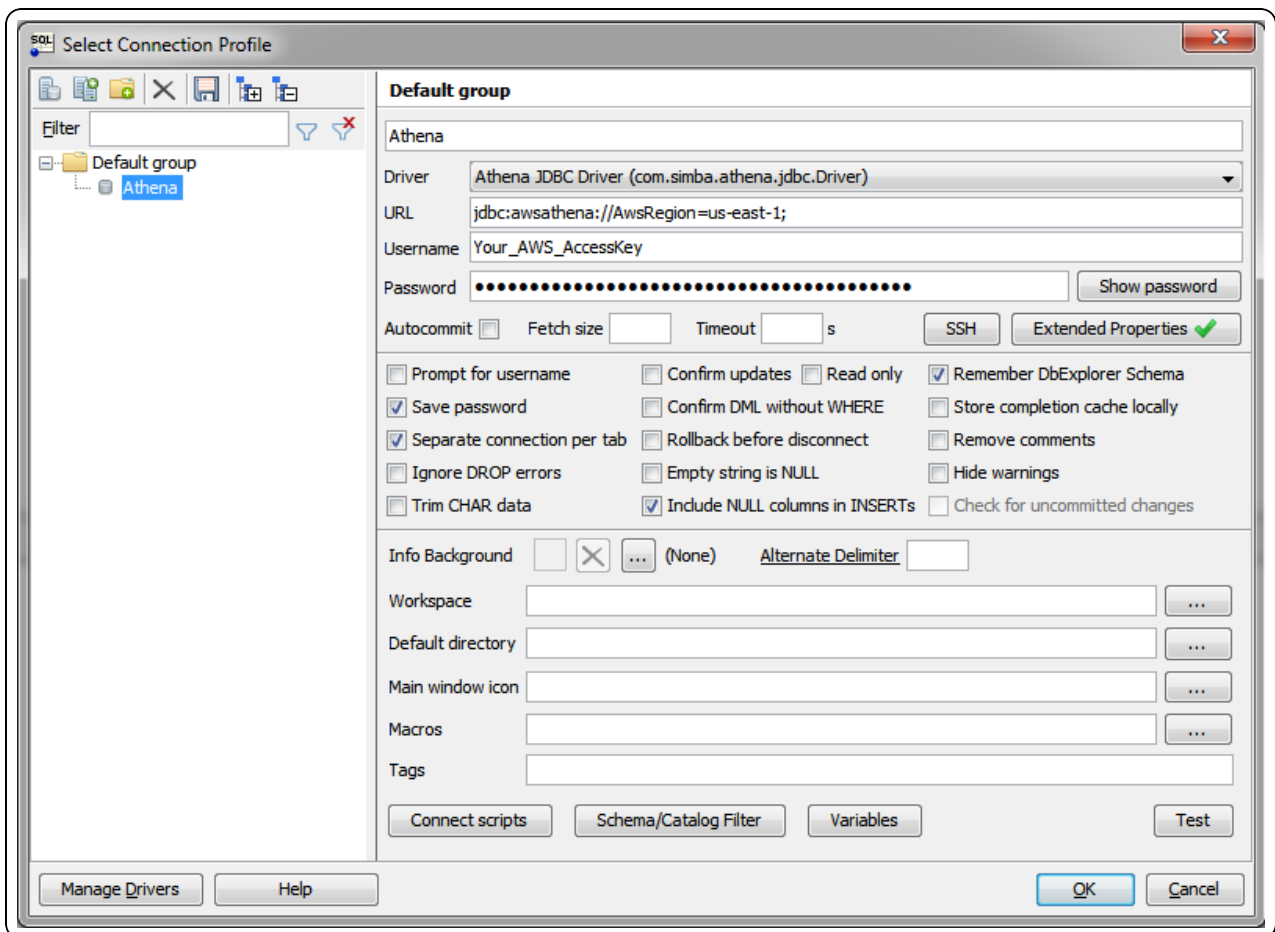 SQL Select Connection Profile
x
Filter
Default group
Athena
Default group
Athena
Driver Athena JDBC Driver (com.simba.athena.jdbc.Driver)
URL jdbc:awsathena://AwsRegion=us-east-1;
Username Your_AWS_AccessKey
Password ●●●●●●●●●●●●●●●●●●●●●●●●●●●●●●●●●●●●●●●● Show password
Autocommit Fetch size Timeout s SSH Extended Properties
Prompt for username Confirm updates Read only Remember DbExplorer Schema
Save password Confirm DML without WHERE Store completion cache locally
Separate connection per tab Rollback before disconnect Remove comments
Ignore DROP errors Empty string is NULL Hide warnings
Trim CHAR data Include NULL columns in INSERTs Check for uncommitted changes
Info Background ... (None) Alternate Delimiter
Workspace ...
Default directory ...
Main window icon ...
Macros ...
Tags
Connect scripts Schema/Catalog Filter Variables Test
Manage Drivers Help OK Cancel